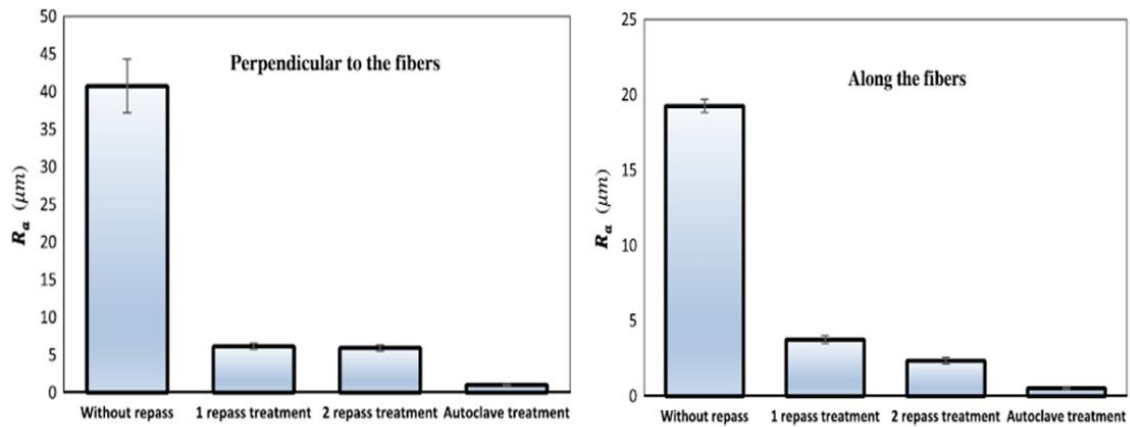 Perpendicular to the fibers
50
45
40
35
30
25
20
15
10
5
0
Rₐ (μm)
Without repass 1 repass treatment 2 repass treatment Autoclave treatment
Along the fibers
25
20
15
10
5
0
Rₐ (μm)
Without repass 1 repass treatment 2 repass treatment Autoclave treatment